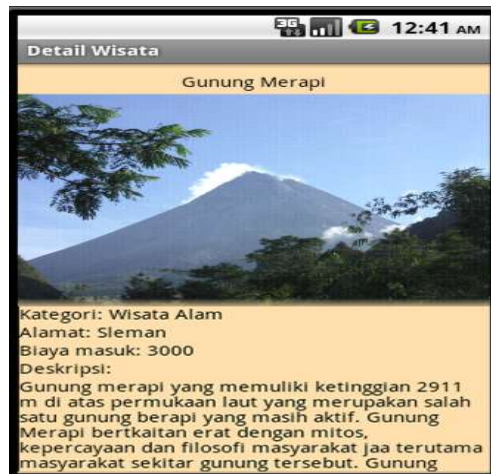 3G 12:41 AM
Detail Wisata
Gunung Merapi
Kategori: Wisata Alam
Alamat: Sleman
Biaya masuk: 3000
Deskripsi:
Gunung merapi yang memuliki ketinggian 2911
m di atas permukaan laut yang merupakan salah
satu gunung berapi yang masih aktif. Gunung
Merapi bertkaitan erat dengan mitos,
kepercayaan dan filosofi masyarakat jaa terutama
masyarakat sekitar gunung tersebut. Gunung